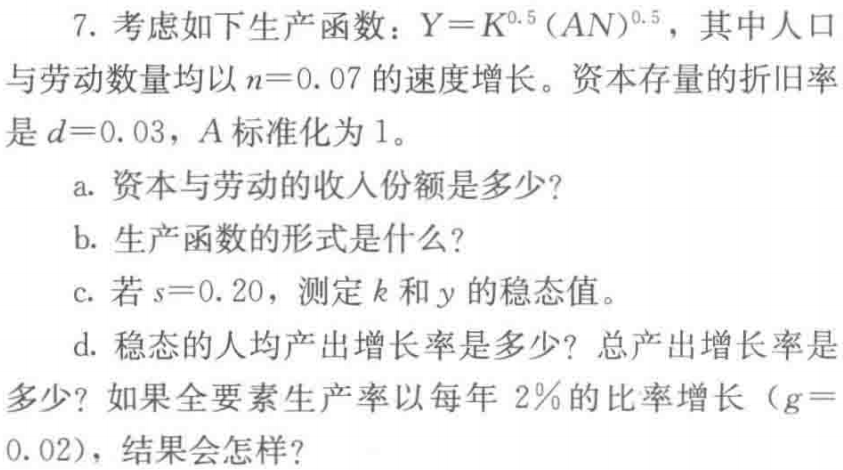 7. 考虑如下生产函数：Y=K^{0.5}(AN)^{0.5}，其中人口
与劳动数量均以 n=0.07 的速度增长。资本存量的折旧率
是 d=0.03，A 标准化为 1。
a. 资本与劳动的收入份额是多少？
b. 生产函数的形式是什么？
c. 若 s=0.20，测定 k 和 y 的稳态值。
d. 稳态的人均产出增长率是多少？总产出增长率是
多少？如果全要素生产率以每年 2%的比率增长（g=
0.02），结果会怎样？